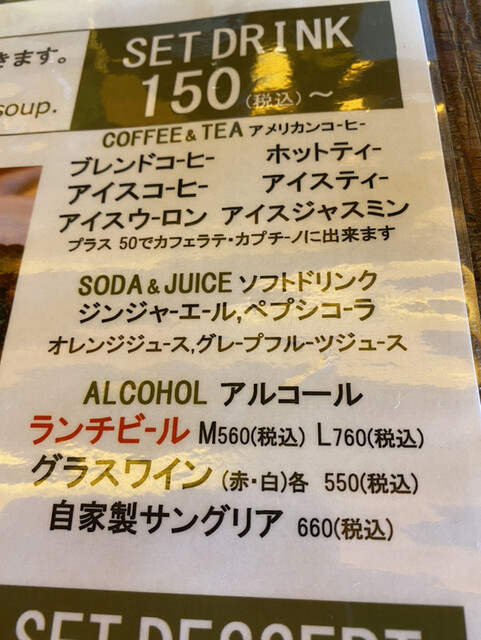 きます。
soup.
SET DRINK
150(税込)～
COFFEE & TEA アメリカンコーヒー
ブレンドコーヒー ホットティー
アイスコーヒー アイスティー
アイスウーロン アイスジャスミン
プラス 50でカフェラテ・カプチーノに出来ます
SODA & JUICE ソフトドリンク
ジンジャーエール,ペプシコーラ
オレンジジュース,グレープフルーツジュース
ALCOHOL アルコール
ランチビール M560(税込) L760(税込)
グラスワイン (赤・白)各 550(税込)
自家製サングリア 660(税込)
SET DESSERT